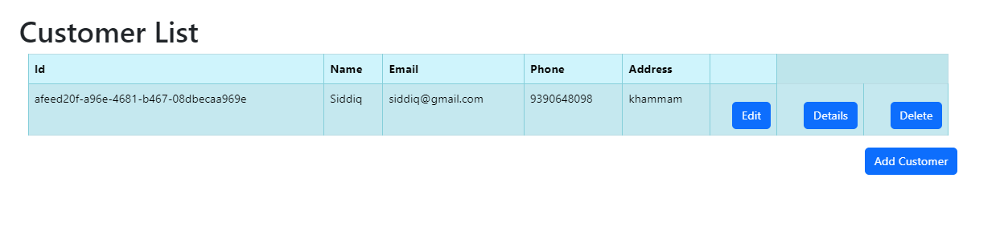 Customer List
Id Name Email Phone Address
afeed20f-a96e-4681-b467-08dbecaa969e Siddiq siddiq@gmail.com 9390648098 khammam
Edit Details Delete
Add Customer